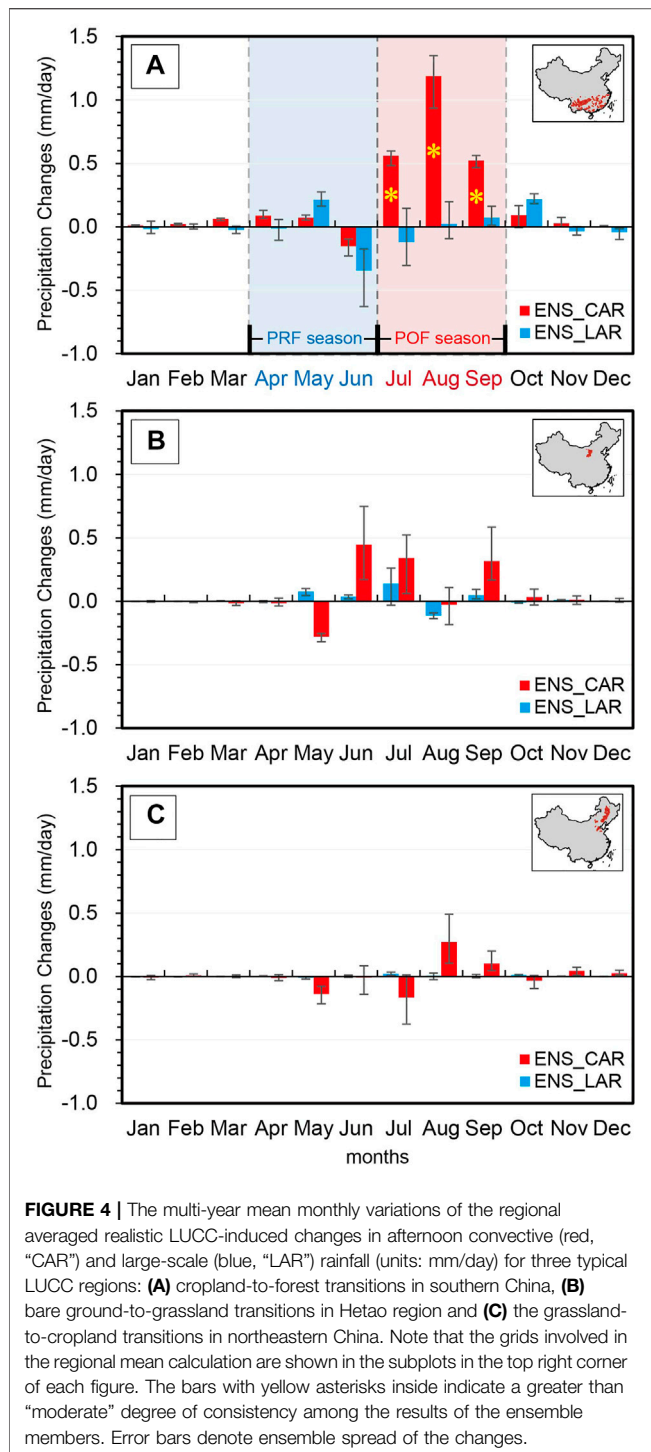 1.5
1.0
0.5
0.0
-0.5
-1.0
Precipitation Changes (mm/day)
A
*
*
*
ENS_CAR
ENS_LAR
PRF season
POF season
Jan Feb Mar Apr May Jun Jul Aug Sep Oct Nov Dec
1.5
1.0
0.5
0.0
-0.5
-1.0
Precipitation Changes (mm/day)
B
ENS_CAR
ENS_LAR
Jan Feb Mar Apr May Jun Jul Aug Sep Oct Nov Dec
1.5
1.0
0.5
0.0
-0.5
-1.0
Precipitation Changes (mm/day)
C
ENS_CAR
ENS_LAR
Jan Feb Mar Apr May Jun Jul Aug Sep Oct Nov Dec
months
FIGURE 4 | The multi-year mean monthly variations of the regional
averaged realistic LUCC-induced changes in afternoon convective (red,
“CAR”) and large-scale (blue, “LAR”) rainfall (units: mm/day) for three typical
LUCC regions: (A) cropland-to-forest transitions in southern China, (B)
bare ground-to-grassland transitions in Hetao region and (C) the grassland-
to-cropland transitions in northeastern China. Note that the grids involved in
the regional mean calculation are shown in the subplots in the top right corner
of each figure. The bars with yellow asterisks inside indicate a greater than
“moderate” degree of consistency among the results of the ensemble
members. Error bars denote ensemble spread of the changes.